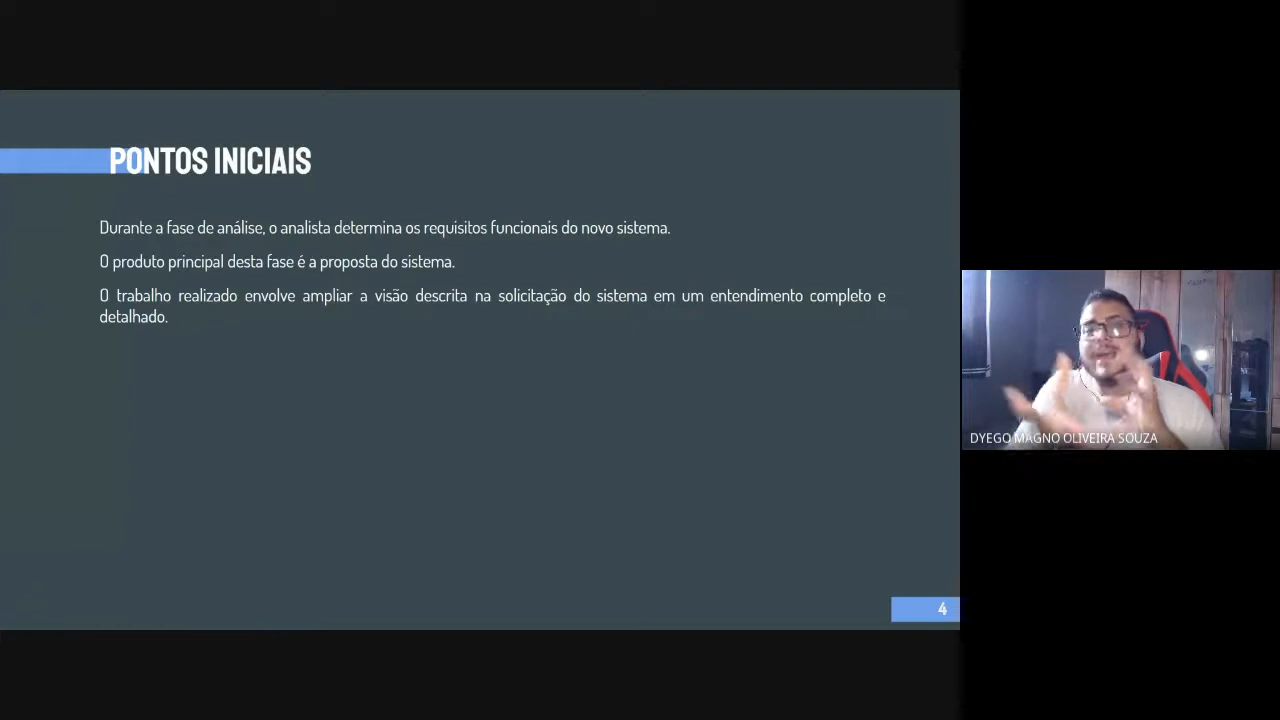 PONTOS INICIAIS
Durante a fase de análise, o analista determina os requisitos funcionais do novo sistema.
O produto principal desta fase é a proposta do sistema.
O trabalho realizado envolve ampliar a visão descrita na solicitação do sistema em um entendimento completo e
detalhado.
DYEGO MAGNO OLIVEIRA SOUZA
4